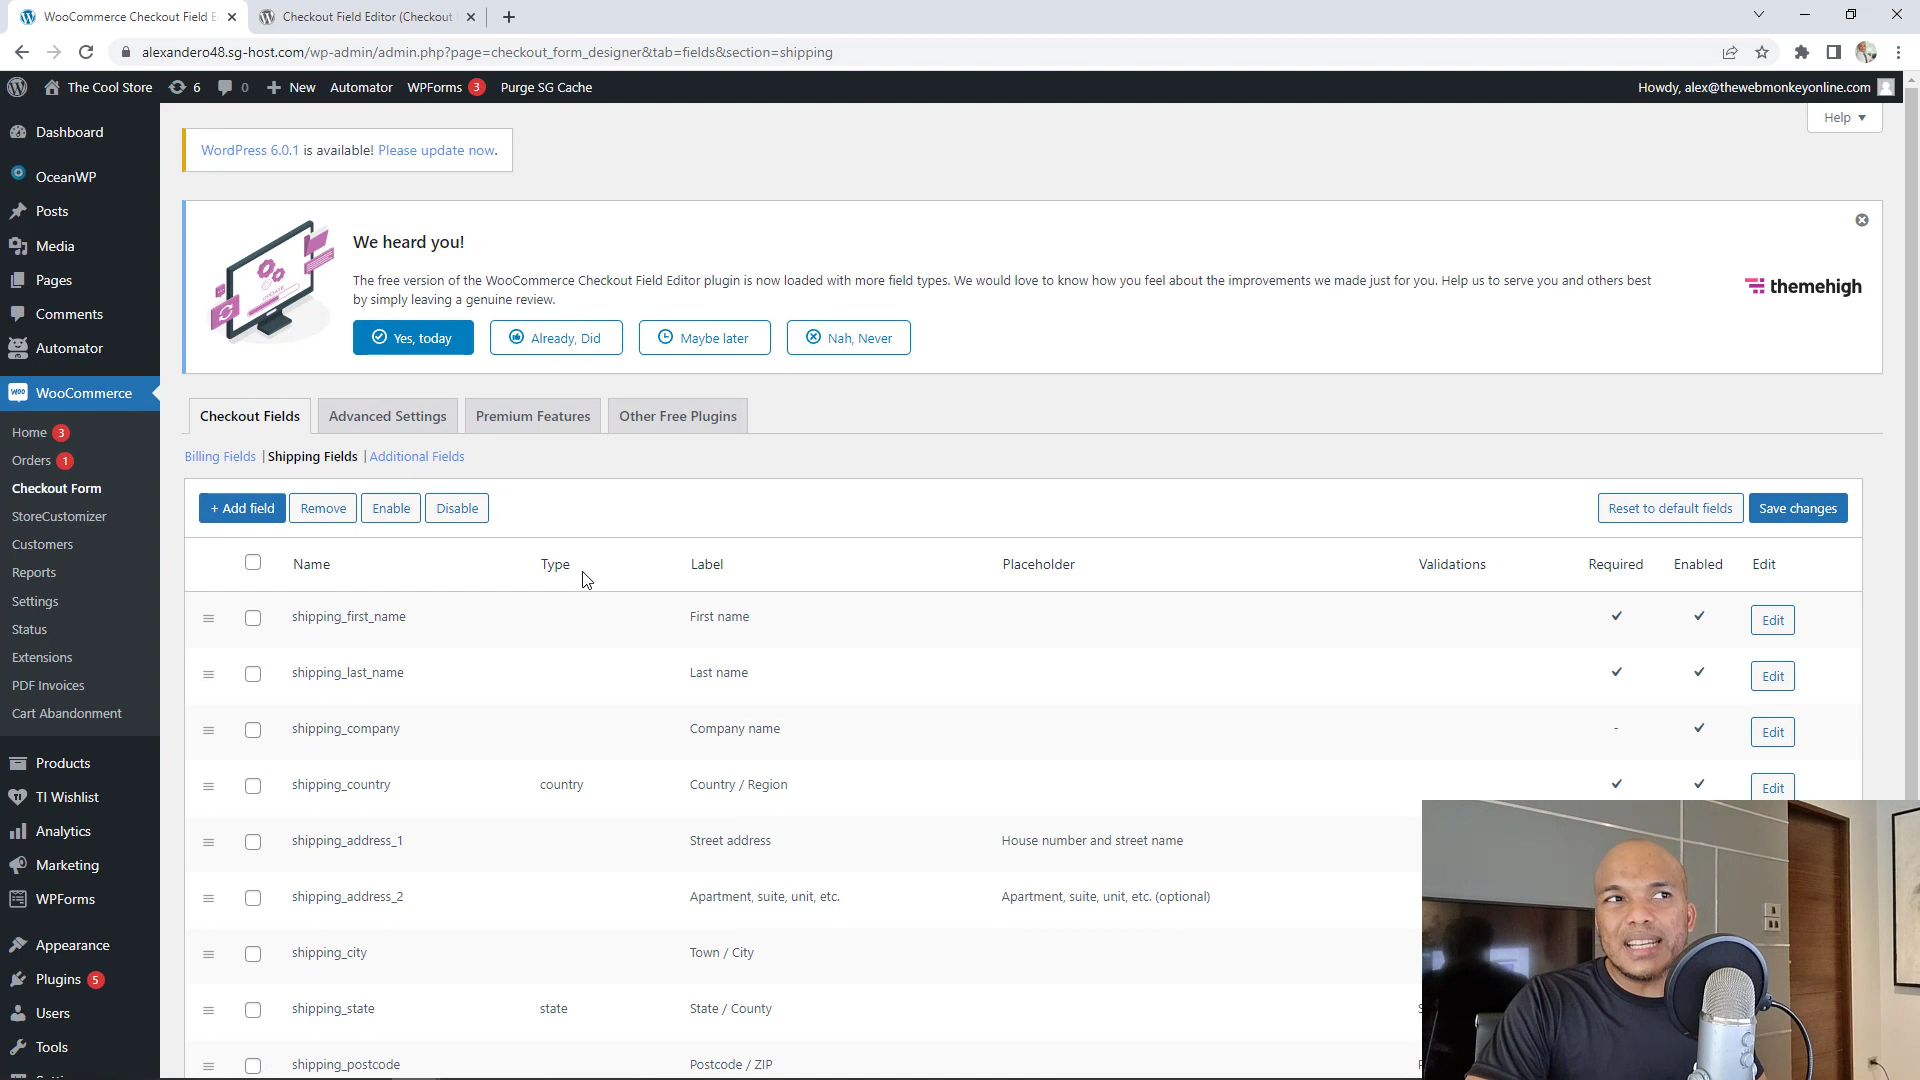 WooCommerce Checkout Field E
Checkout Field Editor (Checkout
alexandero48.sg-host.com/wp-admin/admin.php?page=checkout_form_designer&tab=fields&section=shipping
The Cool Store 6 0 + New Automator WPForms 3 Purge SG Cache
Howdy, alex@thewebmonkeyonline.com
Help
Dashboard
OceanWP
Posts
Media
Pages
Comments
Automator
WooCommerce
Home 3
Orders 1
Checkout Form
StoreCustomizer
Customers
Reports
Settings
Status
Extensions
PDF Invoices
Cart Abandonment
Products
TI Wishlist
Analytics
Marketing
WPForms
Appearance
Plugins 5
Users
Tools
WordPress 6.0.1 is available! Please update now.
We heard you!
The free version of the WooCommerce Checkout Field Editor plugin is now loaded with more field types. We would love to know how you feel about the improvements we made just for you. Help us to serve you and others best
by simply leaving a genuine review.
Yes, today Already, Did Maybe later Nah, Never
UPDATE
themehigh
Checkout Fields Advanced Settings Premium Features Other Free Plugins
Billing Fields | Shipping Fields | Additional Fields
+ Add field Remove Enable Disable Reset to default fields Save changes
Name Type Label Placeholder Validations Required Enabled Edit
shipping_first_name First name Edit
shipping_last_name Last name Edit
shipping_company Company name - Edit
shipping_country country Country / Region Edit
shipping_address_1 Street address House number and street name
shipping_address_2 Apartment, suite, unit, etc. Apartment, suite, unit, etc. (optional)
shipping_city Town / City
shipping_state state State / County
shipping_postcode Postcode / ZIP